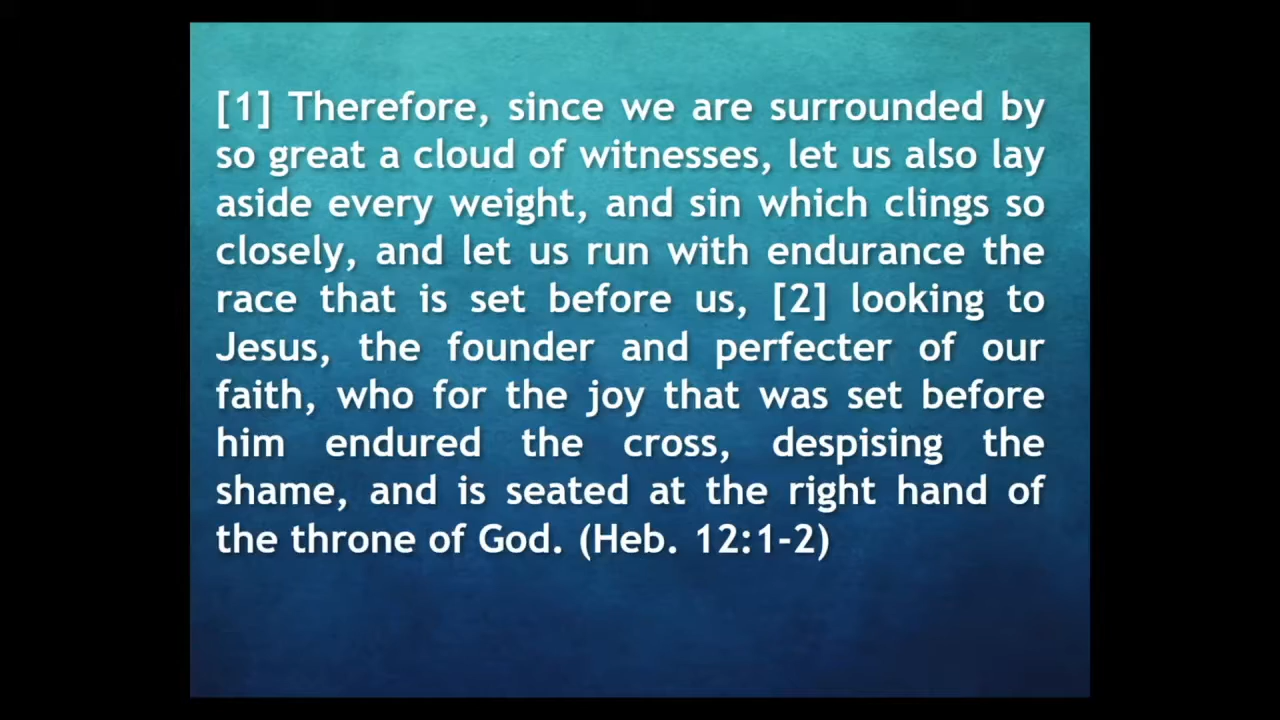 [1] Therefore, since we are surrounded by
so great a cloud of witnesses, let us also lay
aside every weight, and sin which clings so
closely, and let us run with endurance the
race that is set before us, [2] looking to
Jesus, the founder and perfecter of our
faith, who for the joy that was set before
him endured the cross, despising the
shame, and is seated at the right hand of
the throne of God. (Heb. 12:1-2)